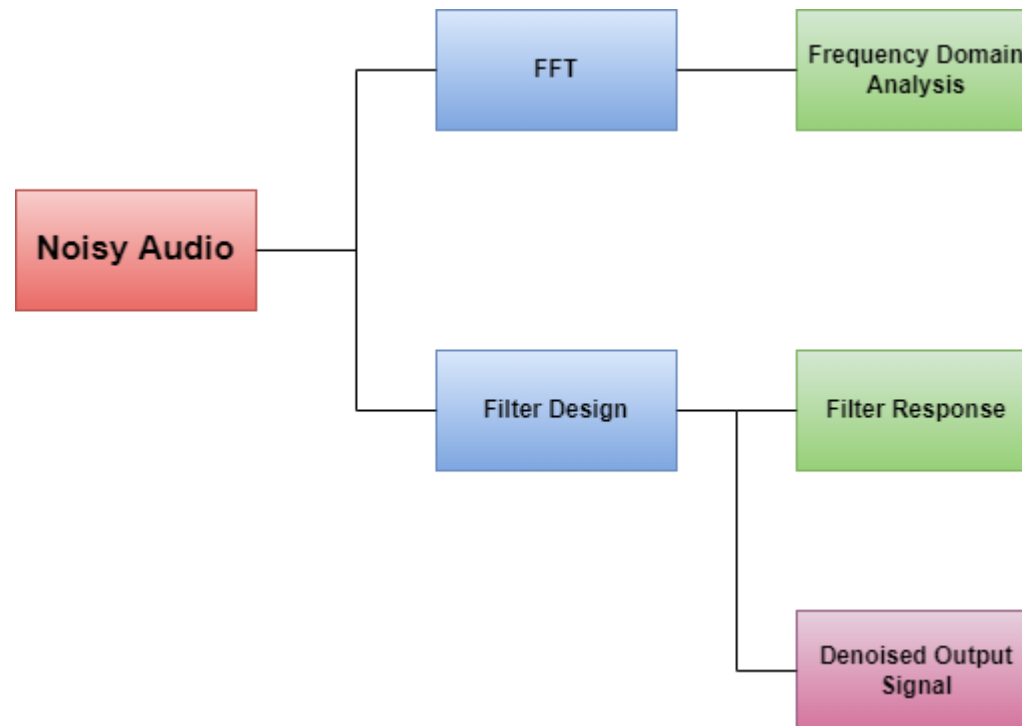 FFT
Frequency Domain
Analysis
Noisy Audio
Filter Design
Filter Response
Denoised Output
Signal